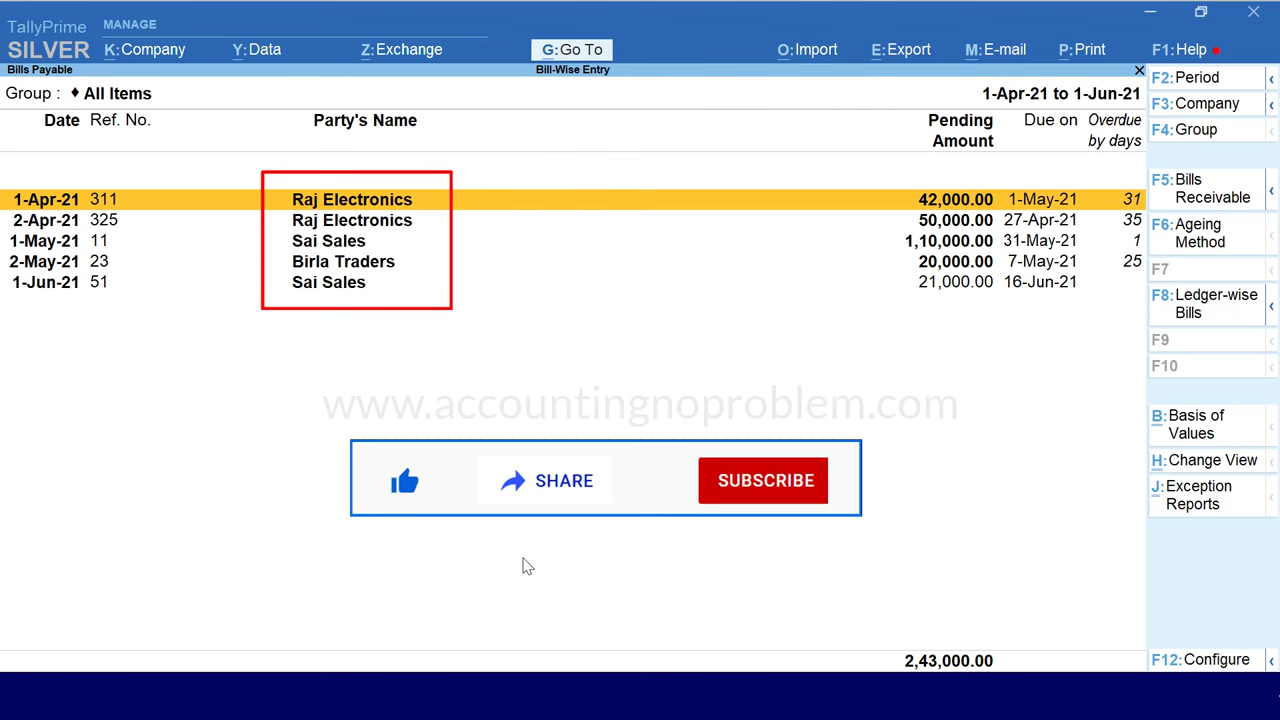 TallyPrime MANAGE
SILVER K:Company Y:Data Z:Exchange G:Go To O:Import E:Export M:E-mail P:Print F1:Help
Bills Payable Bill-Wise Entry
Group : ♦ All Items 1-Apr-21 to 1-Jun-21
Date Ref. No. Party's Name Pending Due on Overdue
Amount by days
1-Apr-21 311 Raj Electronics 42,000.00 1-May-21 31
2-Apr-21 325 Raj Electronics 50,000.00 27-Apr-21 35
1-May-21 11 Sai Sales 1,10,000.00 31-May-21 1
2-May-21 23 Birla Traders 20,000.00 7-May-21 25
1-Jun-21 51 Sai Sales 21,000.00 16-Jun-21
www.accountingnoproblem.com
SHARE SUBSCRIBE
2,43,000.00
F2:Period
F3:Company
F4:Group
F5:Bills
Receivable
F6:Ageing
Method
F7
F8:Ledger-wise
Bills
F9
F10
B:Basis of
Values
H:Change View
J:Exception
Reports
F12:Configure